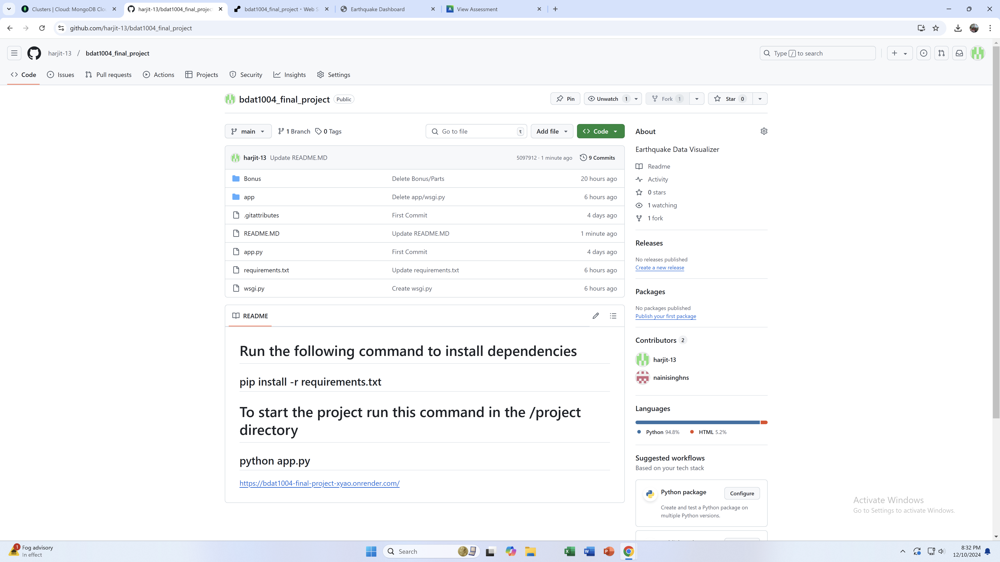 Clusters | Cloud: MongoDB Clou
harjit-13/bdat1004_final_project
bdat1004_final_project · Web S
Earthquake Dashboard
View Assessment
github.com/harjit-13/bdat1004_final_project
harjit-13 / bdat1004_final_project
Type / to search
Code
Issues
Pull requests
Actions
Projects
Security
Insights
Settings
bdat1004_final_project Public
Pin
Unwatch 1
Fork 1
Star 0
main
1 Branch
0 Tags
Go to file t
Add file
Code
harjit-13 Update README.MD 5097912 · 1 minute ago 9 Commits
Bonus Delete Bonus/Parts 20 hours ago
app Delete app/wsgi.py 6 hours ago
.gitattributes First Commit 4 days ago
README.MD Update README.MD 1 minute ago
app.py First Commit 4 days ago
requirements.txt Update requirements.txt 6 hours ago
wsgi.py Create wsgi.py 6 hours ago
README
Run the following command to install dependencies
pip install -r requirements.txt
To start the project run this command in the /project
directory
python app.py
https://bdat1004-final-project-xyao.onrender.com/
About
Earthquake Data Visualizer
Readme
Activity
0 stars
1 watching
1 fork
Releases
No releases published
Create a new release
Packages
No packages published
Publish your first package
Contributors 2
harjit-13
nainisinghns
Languages
Python 94.8% HTML 5.2%
Suggested workflows
Based on your tech stack
Python package
Configure
Create and test a Python package on
multiple Python versions.
Activate Windows
Go to Settings to activate Windows.
1
Fog advisory
In effect
Search
8:32 PM
12/10/2024